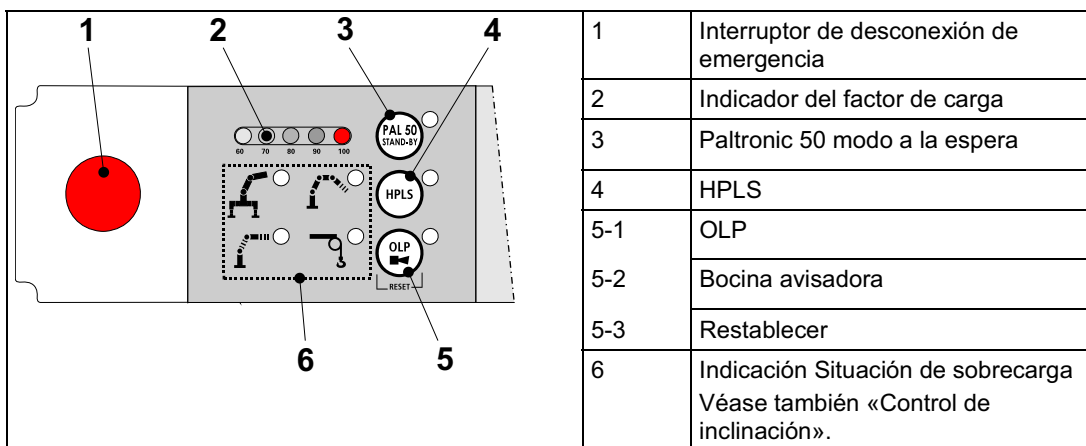 1
2
3
4
PAL 50
STAND•BY
60 70 80 90 100
HPLS
OLP
RESET
6
5
1 Interruptor de desconexión de
emergencia
2 Indicador del factor de carga
3 Paltronic 50 modo a la espera
4 HPLS
5-1 OLP
5-2 Bocina avisadora
5-3 Restablecer
6 Indicación Situación de sobrecarga
Véase también «Control de
inclinación».